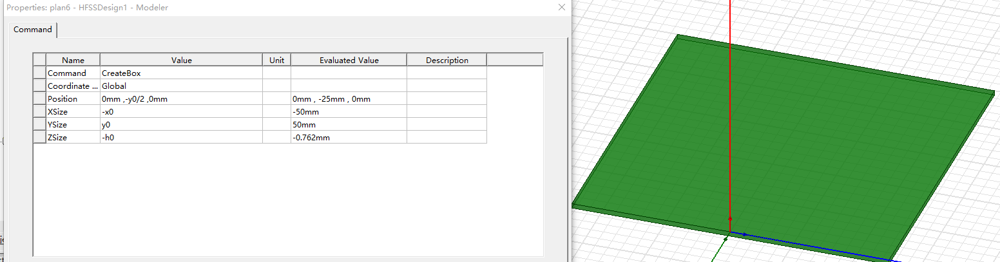 Properties: plan6 - HFSSDesign1 - Modeler
Command
Name Value Unit Evaluated Value Description
Command CreateBox
Coordinate ... Global
Position 0mm ,-y0/2 ,0mm 0mm , -25mm , 0mm
XSize -x0 -50mm
YSize y0 50mm
ZSize -h0 -0.762mm